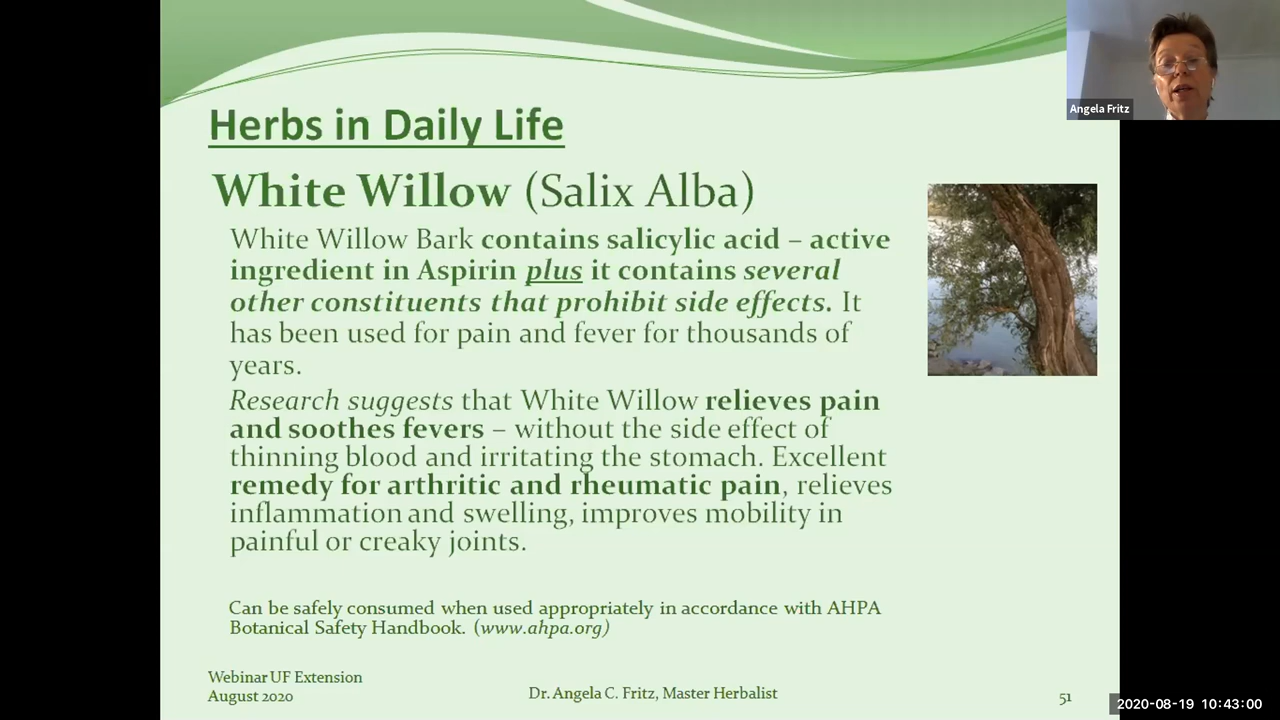 Angela Fritz
Herbs in Daily Life
White Willow (Salix Alba)
White Willow Bark contains salicylic acid – active
ingredient in Aspirin plus it contains several
other constituents that prohibit side effects. It
has been used for pain and fever for thousands of
years.
Research suggests that White Willow relieves pain
and soothes fevers – without the side effect of
thinning blood and irritating the stomach. Excellent
remedy for arthritic and rheumatic pain, relieves
inflammation and swelling, improves mobility in
painful or creaky joints.
Can be safely consumed when used appropriately in accordance with AHPA
Botanical Safety Handbook. (www.ahpa.org)
Webinar UF Extension
August 2020
Dr. Angela C. Fritz, Master Herbalist
51
2020-08-19 10:43:00